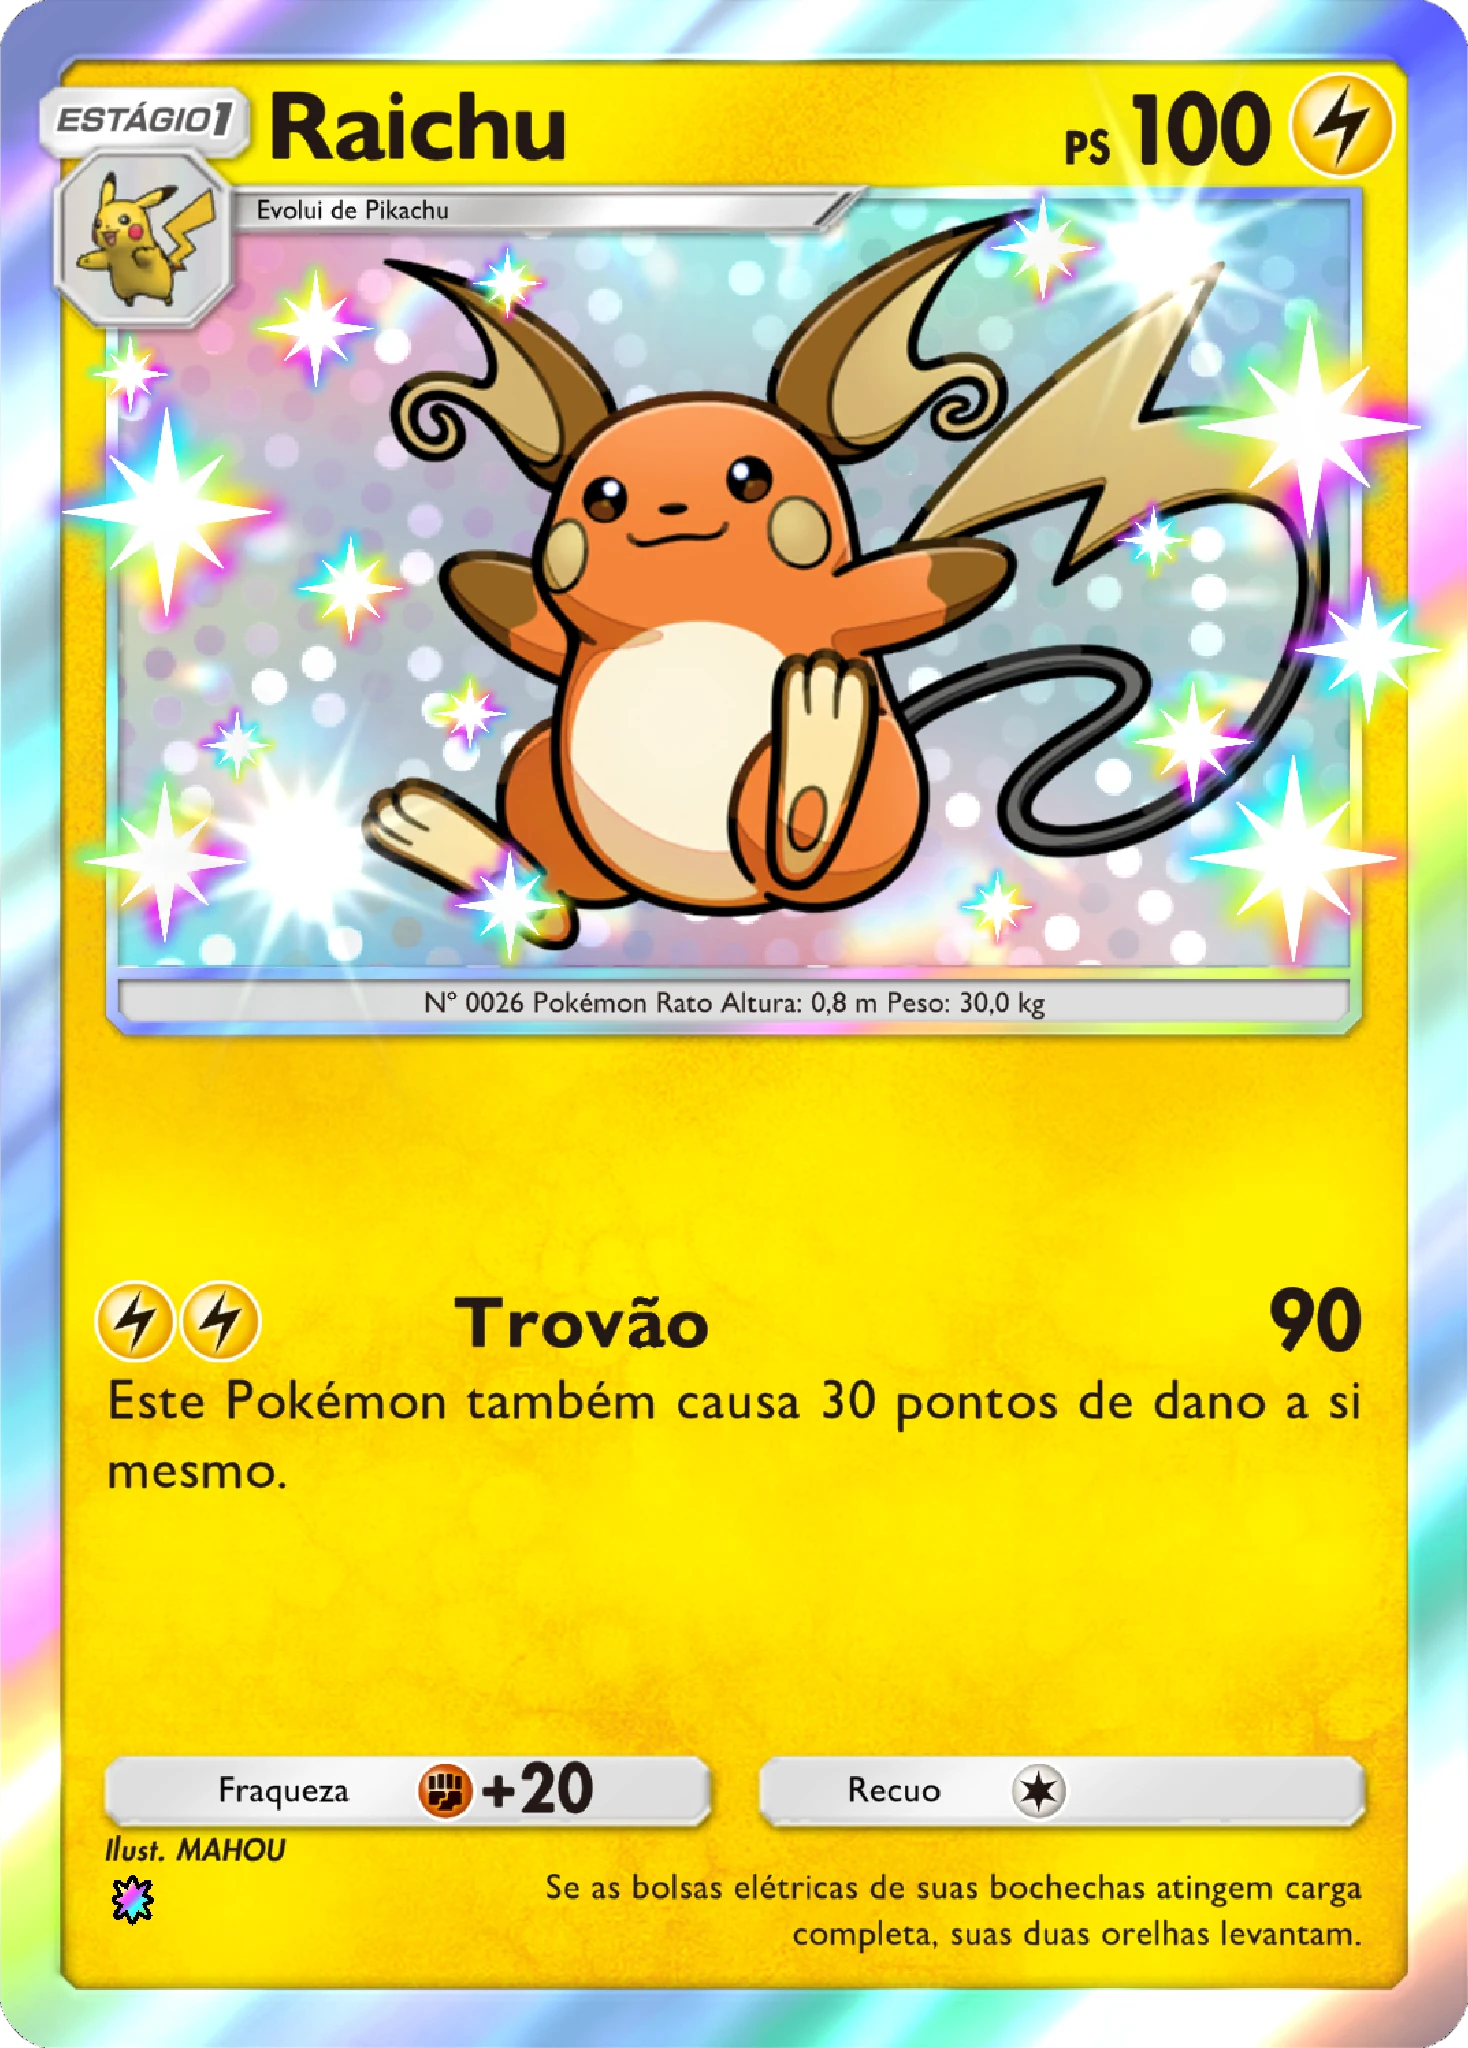 ESTÁGIO1
Raichu
PS 100
Evolui de Pikachu
Nº 0026 Pokémon Rato Altura: 0,8 m Peso: 30,0 kg
Trovão 90
Este Pokémon também causa 30 pontos de dano a si
mesmo.
Fraqueza +20
Recuo
Ilust. MAHOU
Se as bolsas elétricas de suas bochechas atingem carga
completa, suas duas orelhas levantam.